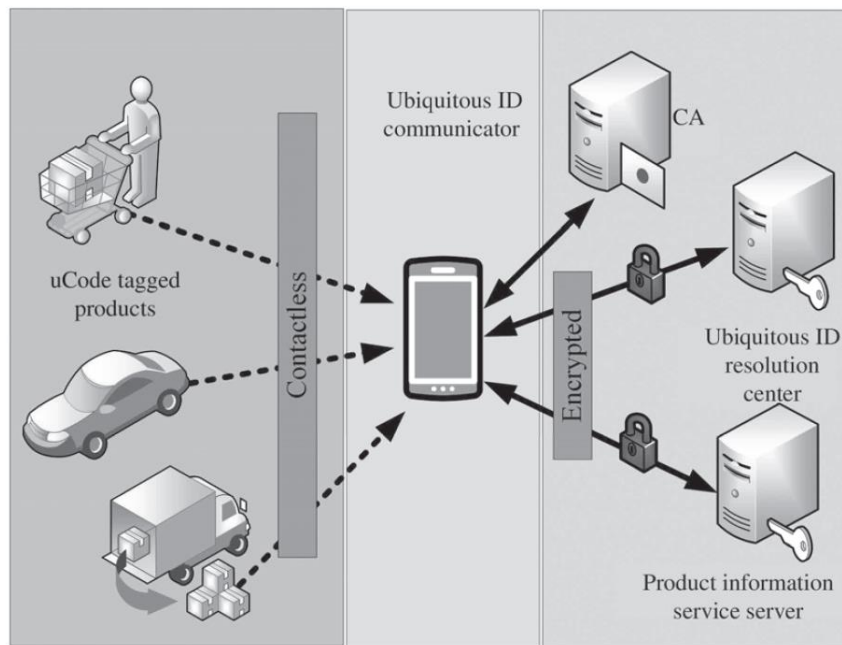 Ubiquitous ID
communicator
CA
uCode tagged
products
Contactless
Encrypted
Ubiquitous ID
resolution
center
Product information
service server